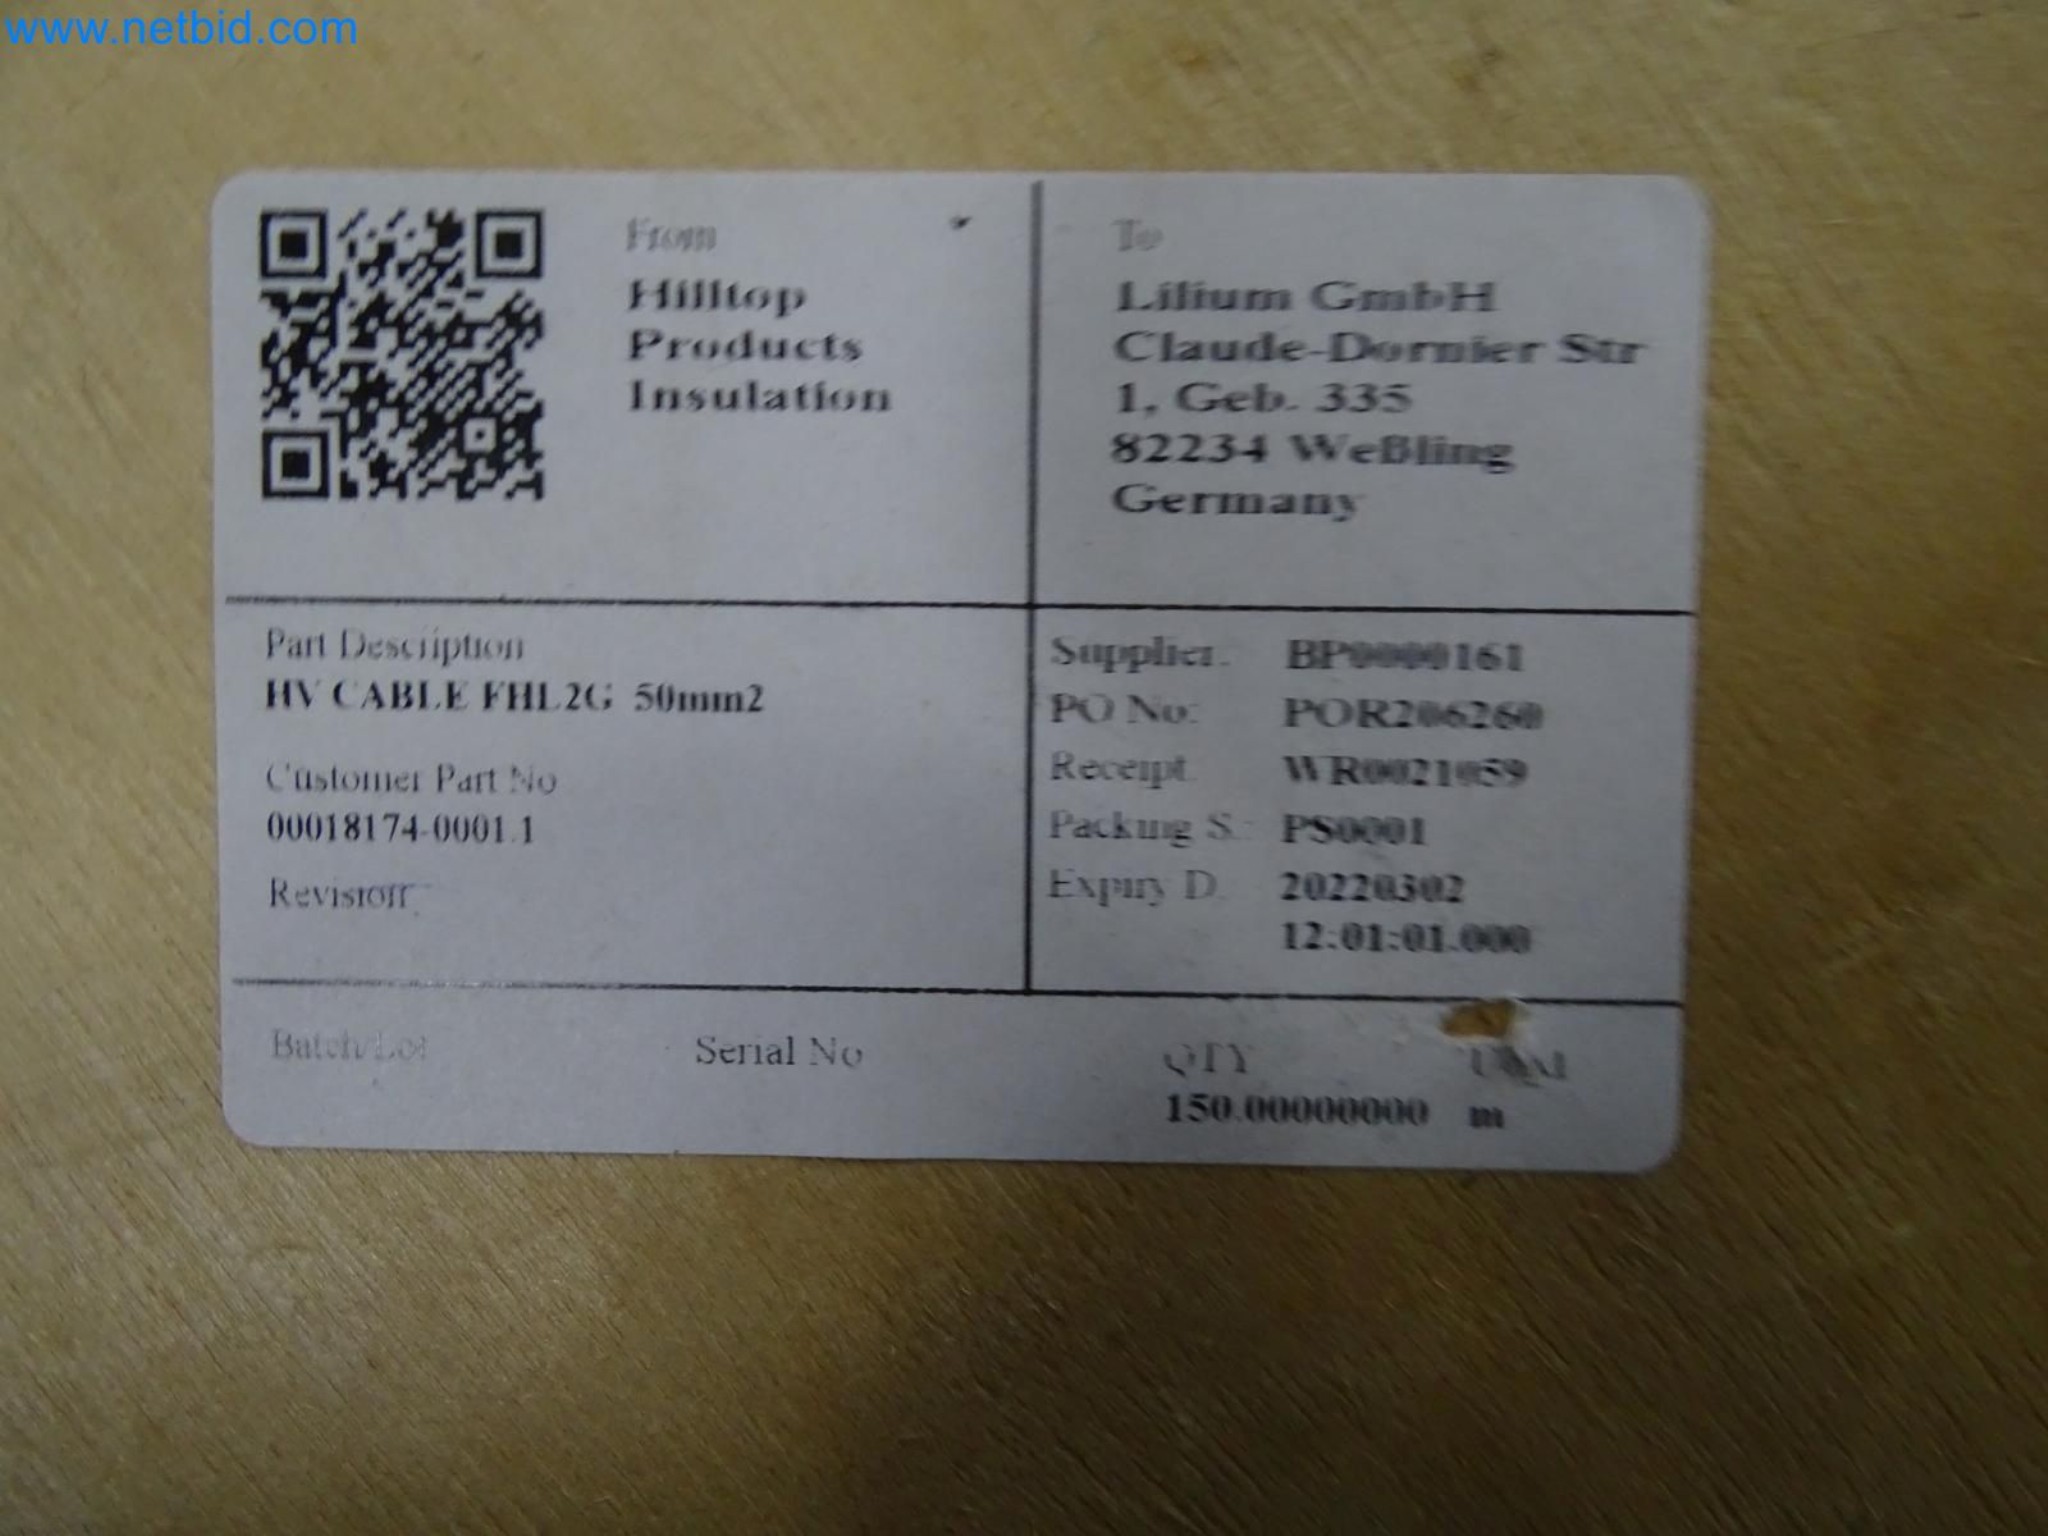 www.netbid.com
From
Hilltop
Products
Insulation
To
Lilium GmbH
Claude-Dornier Str
1, Geb. 335
82234 Weßling
Germany
Part Description
HV CABLE FHL2G 50mm2
Customer Part No
00018174-0001.1
Revision
Supplier: BP0000161
PO No: POR206260
Receipt: WR0021059
Packing S.: PS0001
Expiry D. 20220302
12:01:01.000
Batch/Lot
Serial No
QTY
150.00000000 m